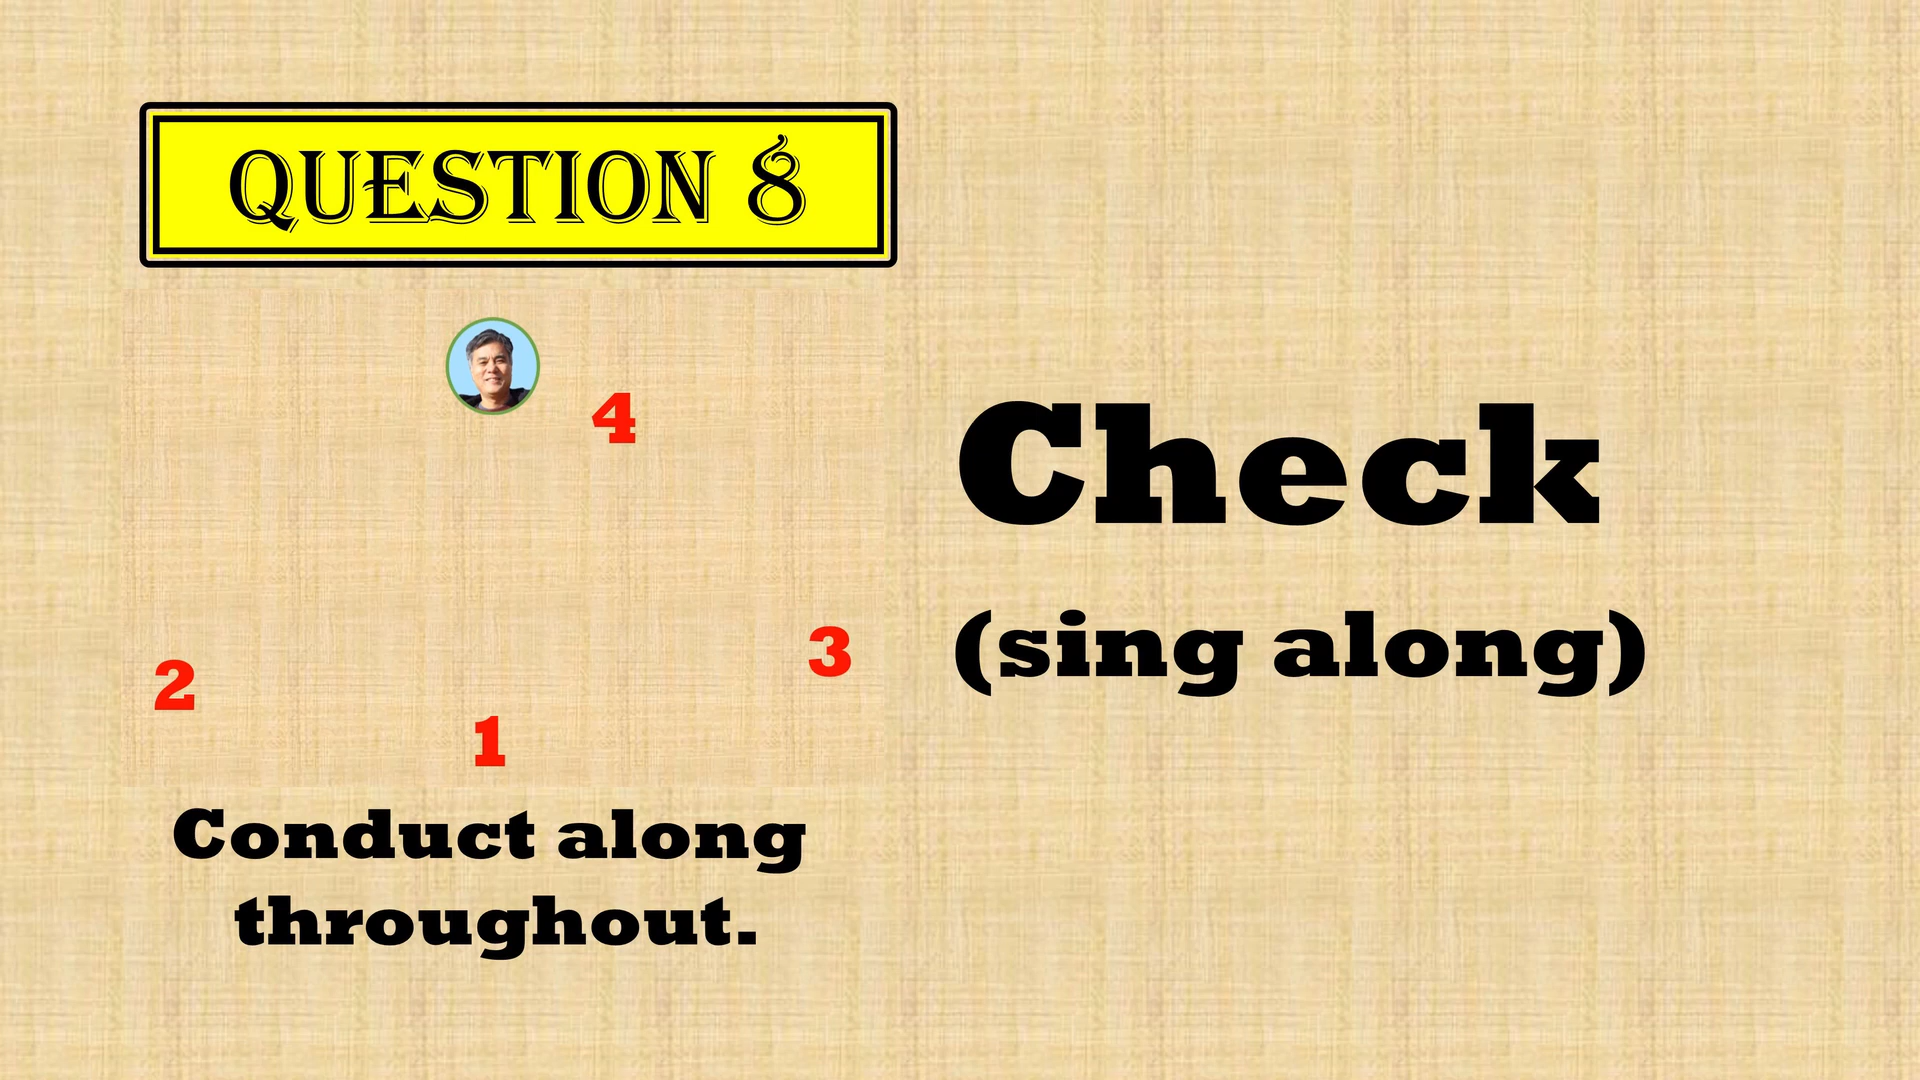 QUESTION 8
4
Check
3
(sing along)
2
1
Conduct along
throughout.